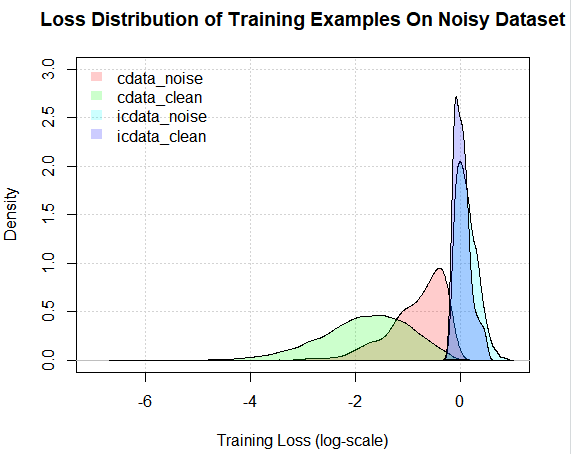 Loss Distribution of Training Examples On Noisy Dataset
cdata_noise
cdata_clean
icdata_noise
icdata_clean
Density
3.0
2.5
2.0
1.5
1.0
0.5
0.0
-6 -4 -2 0
Training Loss (log-scale)